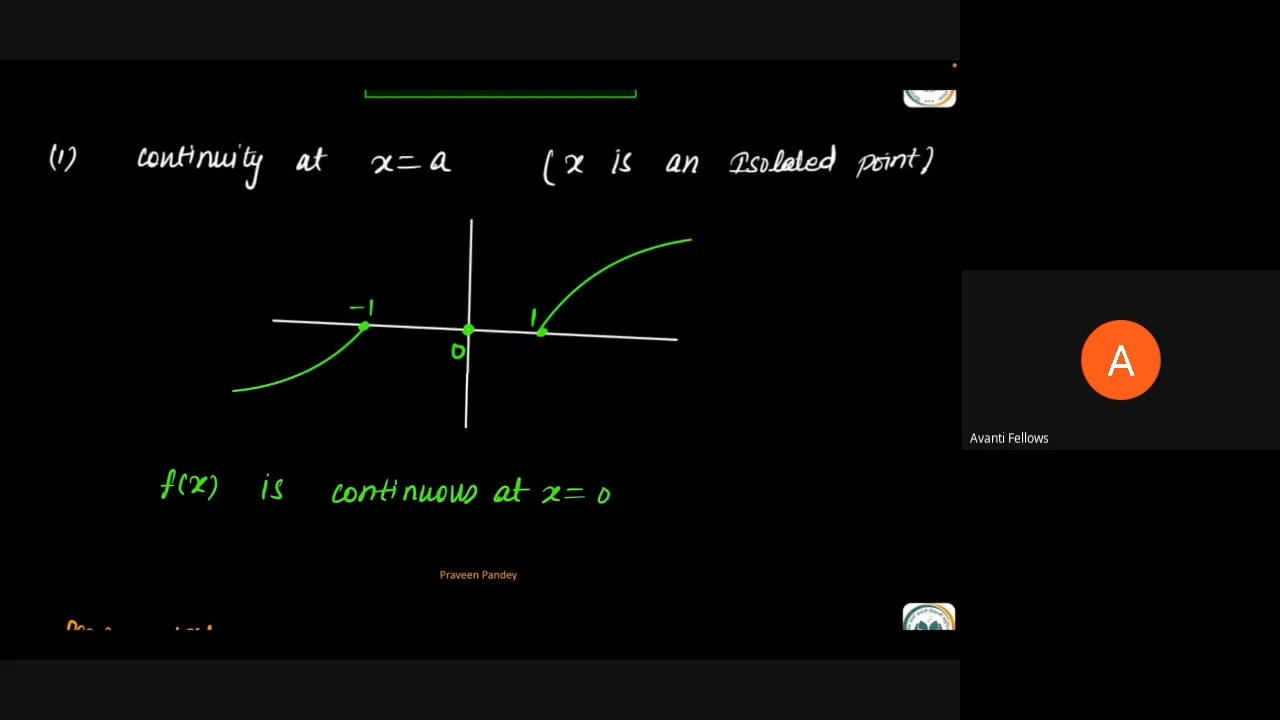 (1) continuity at x=a (x is an Isolated point)
-1
1
0
f(x) is continuous at x=0
Praveen Pandey
A
Avanti Fellows